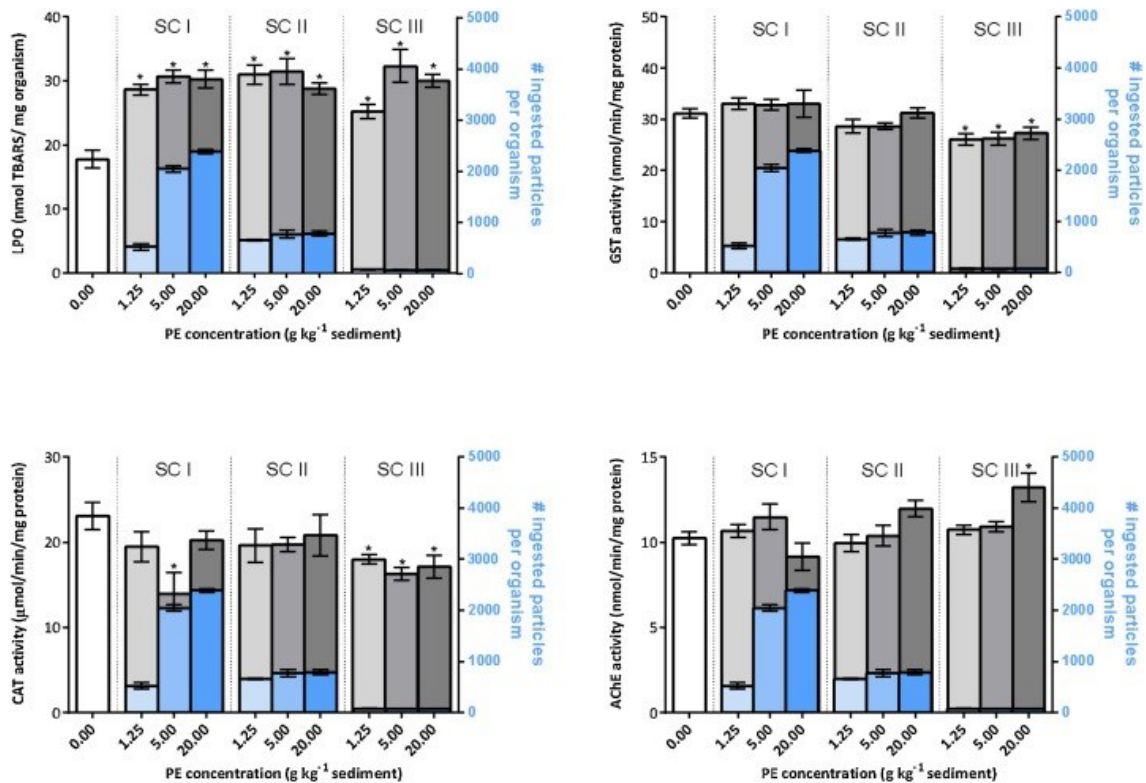 SC I SC II SC III
LPO (nmol TBARS/ mg organism)
40
30
20
10
0
# ingested particles
per organism
5000
4000
3000
2000
1000
0
* * * * * * * * *
0.00 1.25 5.00 20.00 1.25 5.00 20.00 1.25 5.00 20.00
PE concentration (g kg-1 sediment)
SC I SC II SC III
GST activity (nmol/min/mg protein)
50
40
30
20
10
0
# ingested particles
per organism
5000
4000
3000
2000
1000
0
* * *
0.00 1.25 5.00 20.00 1.25 5.00 20.00 1.25 5.00 20.00
PE concentration (g kg-1 sediment)
SC I SC II SC III
CAT activity (μmol/min/mg protein)
30
20
10
0
# ingested particles
per organism
5000
4000
3000
2000
1000
0
* * * *
0.00 1.25 5.00 20.00 1.25 5.00 20.00 1.25 5.00 20.00
PE concentration (g kg-1 sediment)
SC I SC II SC III
AChE activity (nmol/min/mg protein)
15
10
5
0
# ingested particles
per organism
5000
4000
3000
2000
1000
0
*
0.00 1.25 5.00 20.00 1.25 5.00 20.00 1.25 5.00 20.00
PE concentration (g kg-1 sediment)